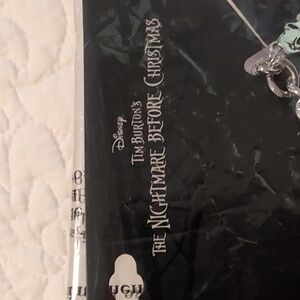 Disney
TIM BURTON'S
THE NIGHTMARE BEFORE CHRISTMAS